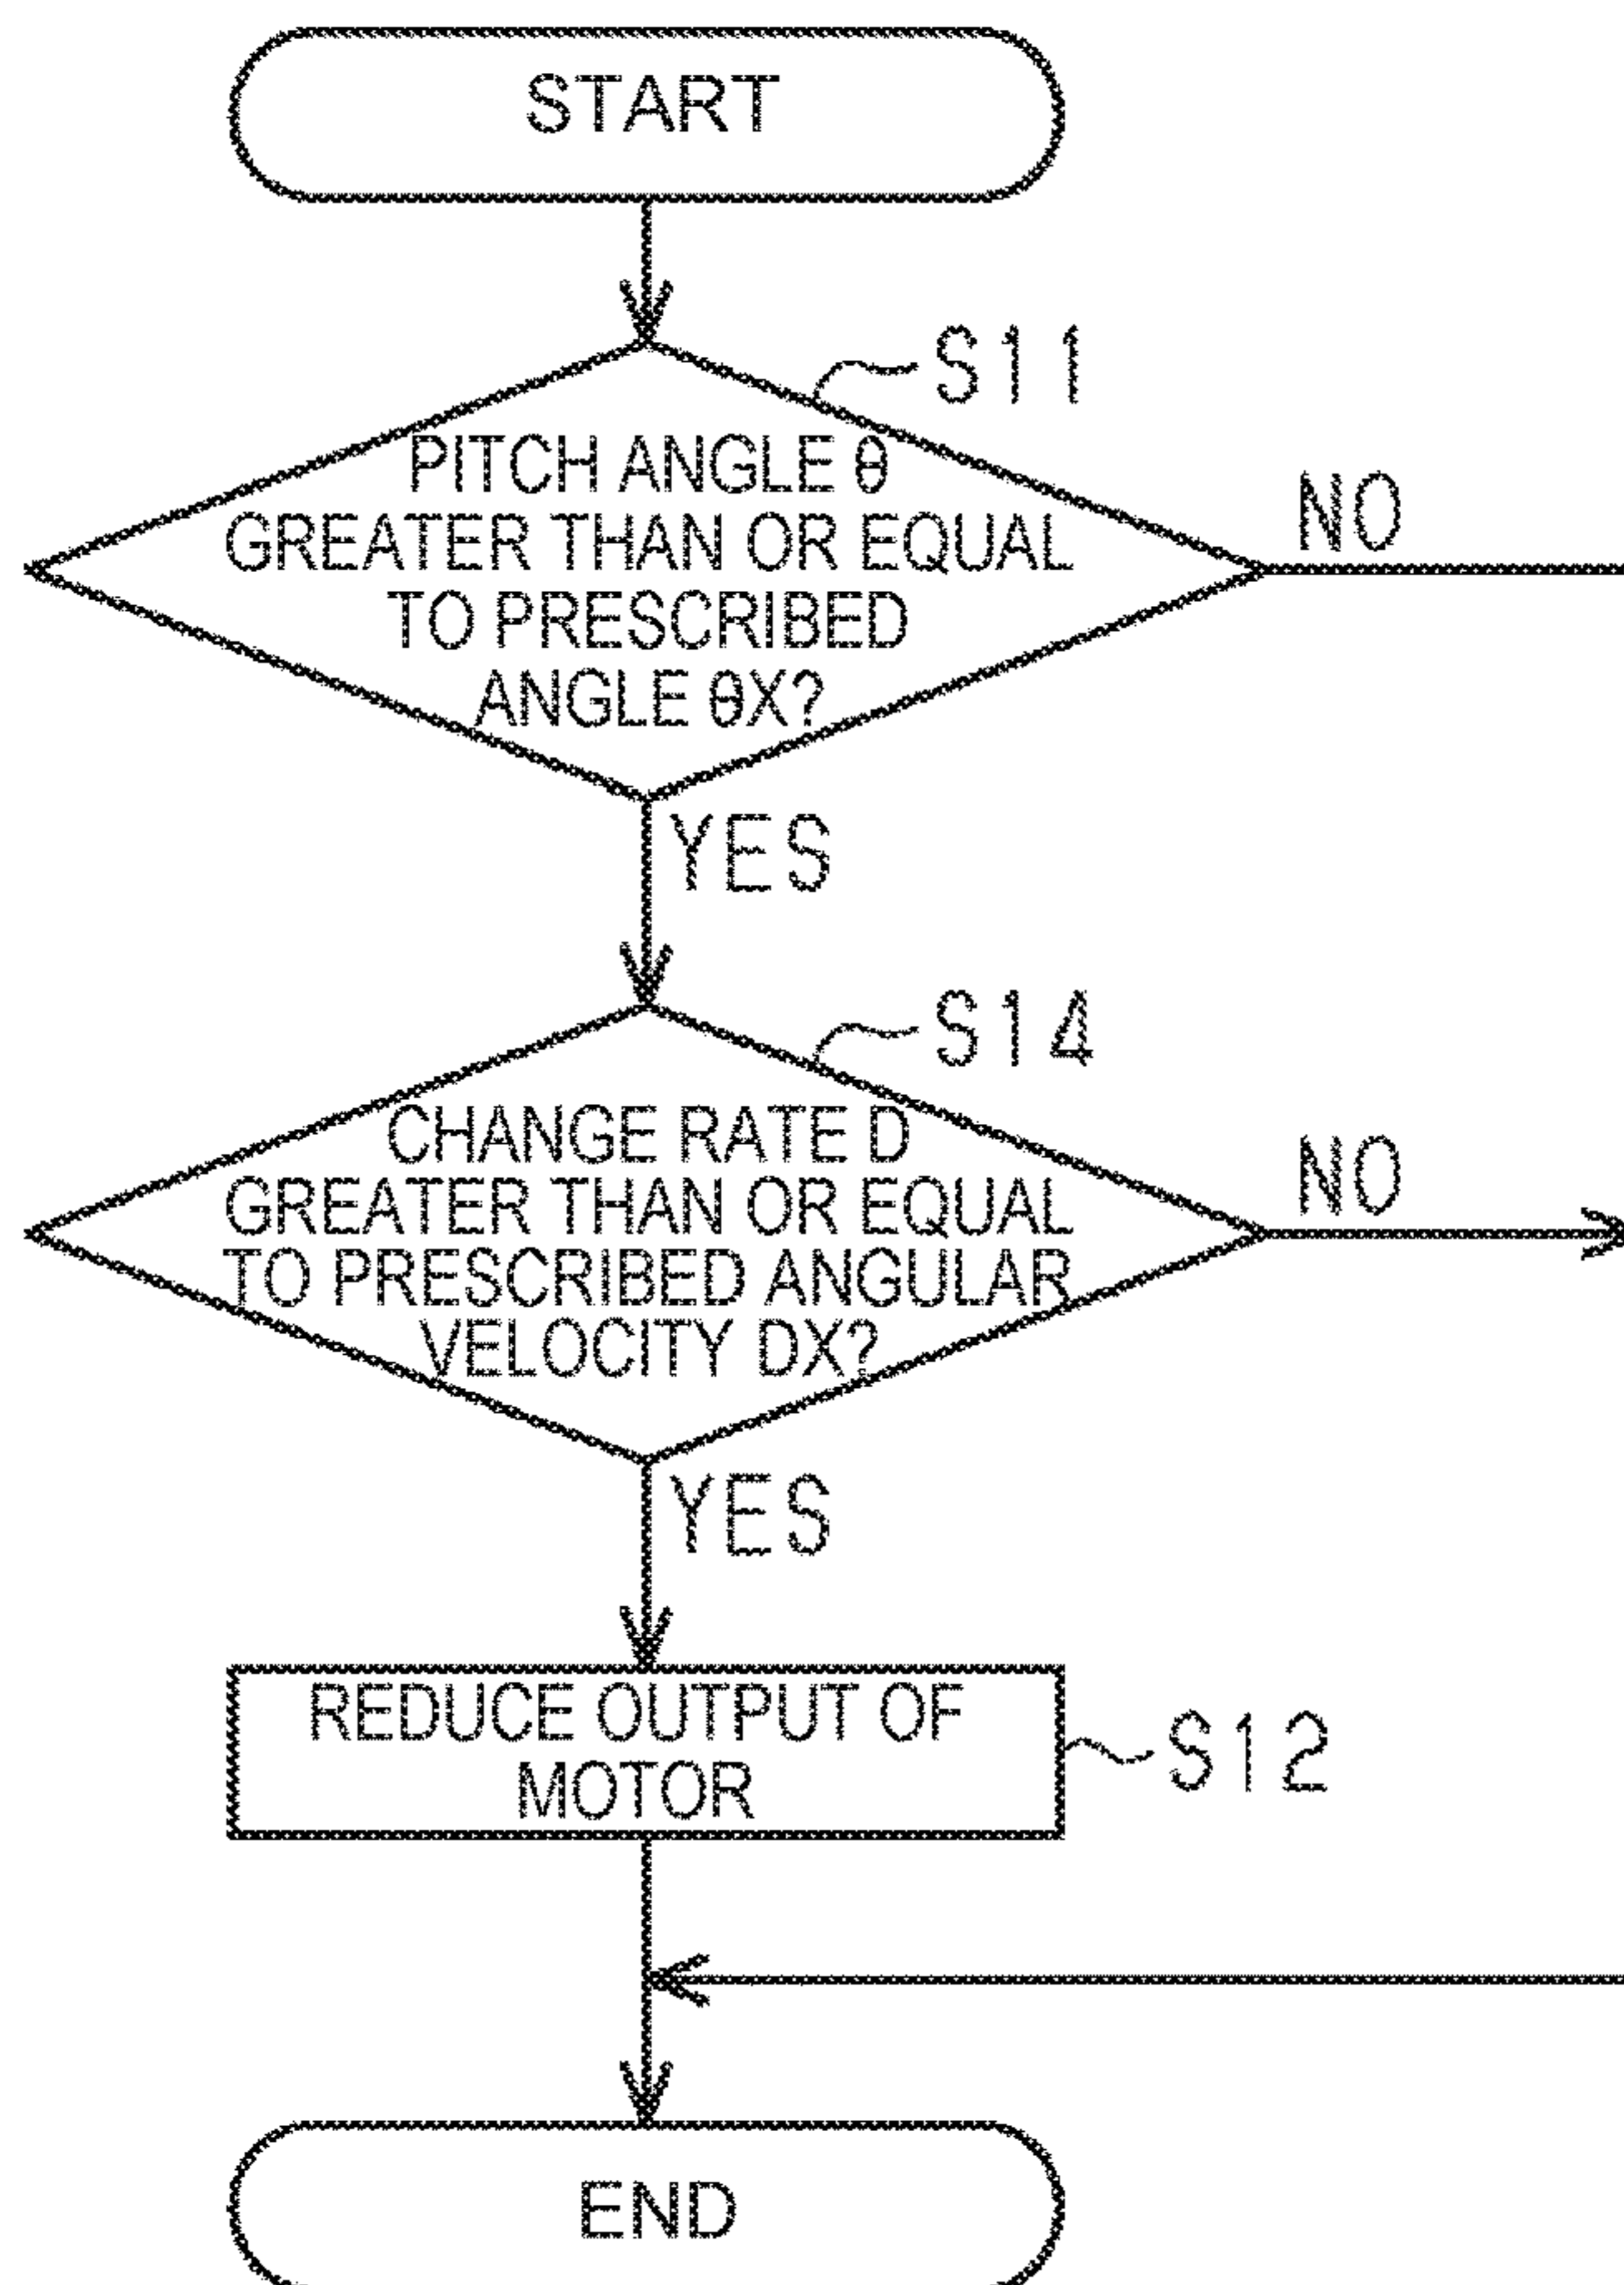 START
S11
PITCH ANGLE θ
GREATER THAN OR EQUAL
TO PRESCRIBED
ANGLE θX?
NO
YES
S14
CHANGE RATE D
GREATER THAN OR EQUAL
TO PRESCRIBED ANGULAR
VELOCITY DX?
NO
YES
REDUCE OUTPUT OF
MOTOR
S12
END